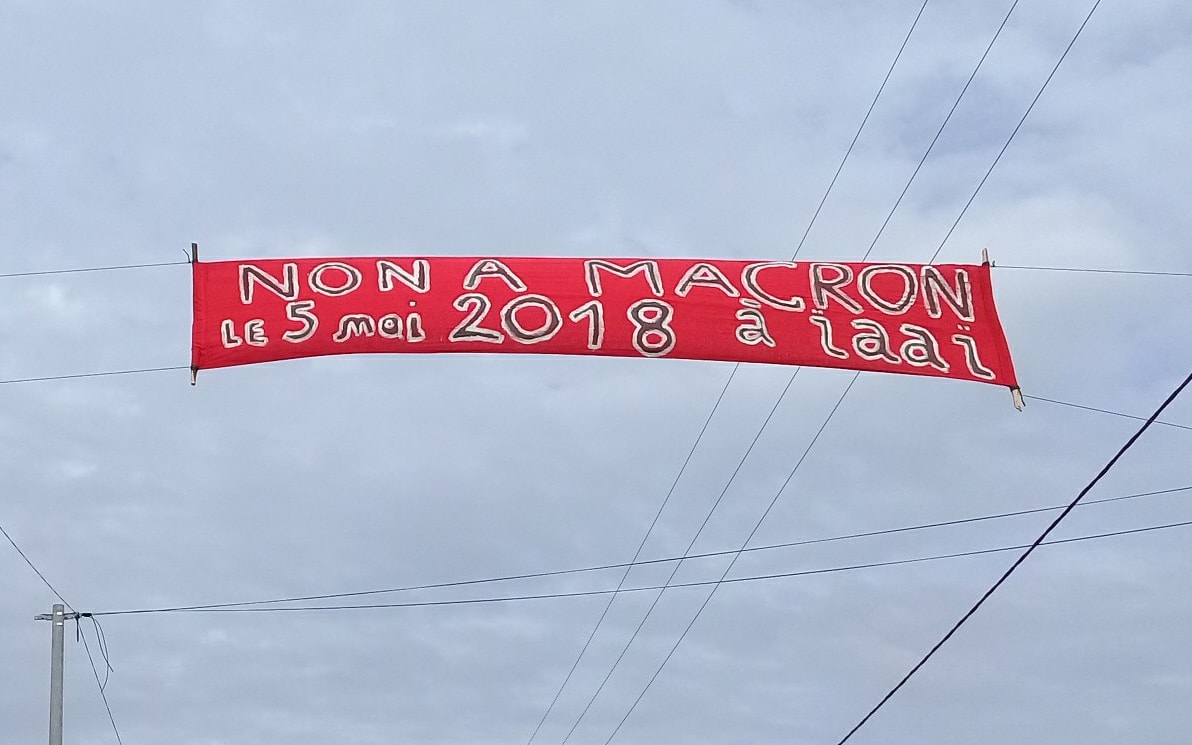 NON A MACRON
LE 5 mai 2018 à ïaaï